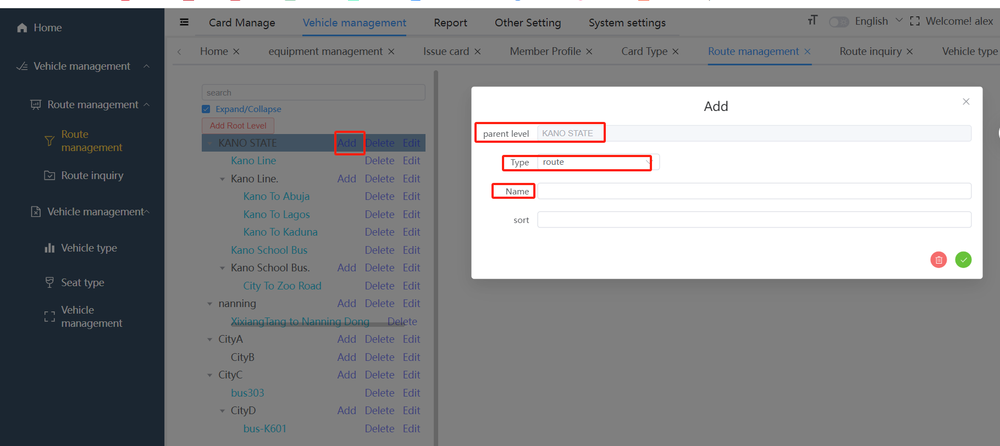 Home
Card Manage
Vehicle management
Report
Other Setting
System settings
English
Welcome! alex
Home
equipment management
Issue card
Member Profile
Card Type
Route management
Route inquiry
Vehicle type
Vehicle management
Route management
Route
management
Route inquiry
Vehicle management
Vehicle type
Seat type
Vehicle
management
search
Expand/Collapse
Add Root Level
KANO STATE Add Delete Edit
Kano Line Delete Edit
Kano Line. Add Delete Edit
Kano To Abuja Delete Edit
Kano To Lagos Delete Edit
Kano To Kaduna Delete Edit
Kano School Bus Delete Edit
Kano School Bus. Add Delete Edit
City To Zoo Road Delete Edit
nanning Add Delete Edit
XixiangTang to Nanning Dong Delete
CityA Add Delete Edit
CityB Add Delete Edit
CityC Add Delete Edit
bus303 Delete Edit
CityD Add Delete Edit
bus-K601 Delete Edit
Add
parent level KANO STATE
Type route
Name
sort